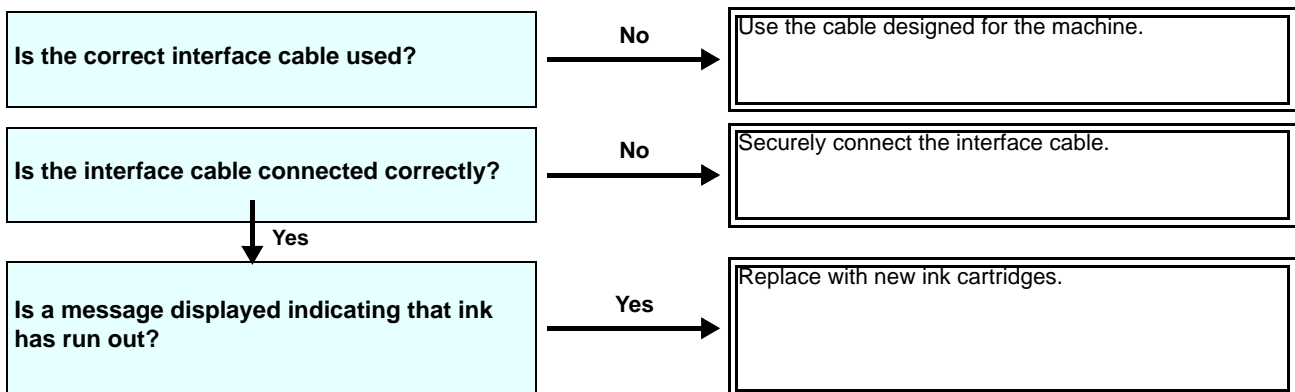 Is the correct interface cable used?
No
Use the cable designed for the machine.
Is the interface cable connected correctly?
No
Securely connect the interface cable.
Yes
Is a message displayed indicating that ink
has run out?
Yes
Replace with new ink cartridges.